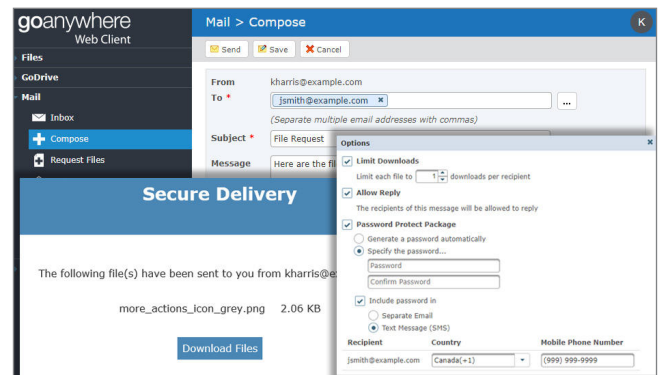 goanywhere
Web Client
Files
GoDrive
Mail
Inbox
Compose
Request Files
Mail > Compose
K
Send Save Cancel
From kharris@example.com
To * jsmith@example.com × ...
(Separate multiple email addresses with commas)
Subject * File Request
Message Here are the fil
Secure Delivery
The following file(s) have been sent to you from kharris@e
more_actions_icon_grey.png 2.06 KB
Download Files
Options ×
Limit Downloads
Limit each file to 1 downloads per recipient
Allow Reply
The recipients of this message will be allowed to reply
Password Protect Package
Generate a password automatically
Specify the password...
Password
Confirm Password
Include password in
Separate Email
Text Message (SMS)
Recipient Country Mobile Phone Number
jsmith@example.com Canada(+1) (999) 999-9999